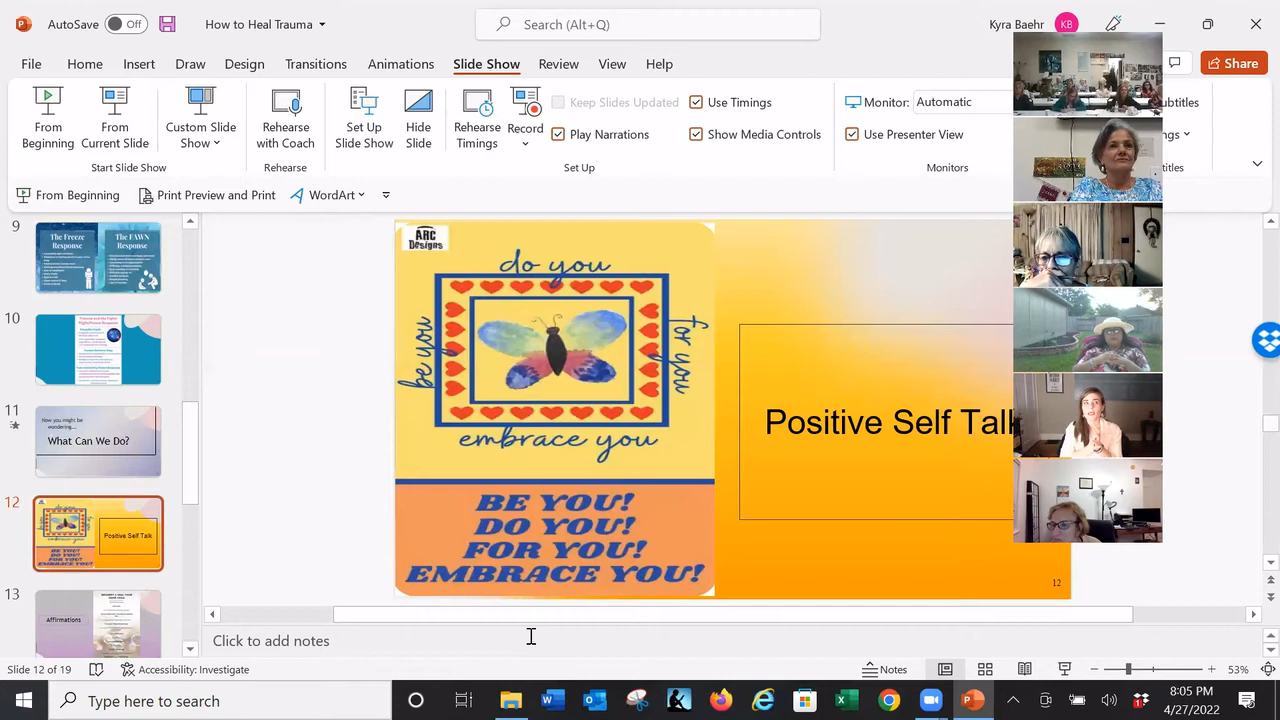 AutoSave Off How to Heal Trauma Search (Alt+Q) Kyra Baehr KB
File Home Insert Draw Design Transitions Animations Slide Show Review View Help Share
From Beginning
From Current Slide
Custom Slide Show
Rehearse with Coach
Set Up Slide Show
Hide Slide
Rehearse Timings
Record
Keep Slides Updated Use Timings Monitor: Automatic
Play Narrations Show Media Controls Use Presenter View
Start Slide Show Rehearse Set Up Monitors
From Beginning Print Preview and Print WordArt
9
The Freeze Response
The FAWN Response
10
11
Now you might be wondering...
What Can We Do?
12
Positive Self Talk
13
Affirmations
ARC
Designs
do you
be you
for you
embrace you
BE YOU!
DO YOU!
FOR YOU!
EMBRACE YOU!
Positive Self Talk
12
Click to add notes
Slide 12 of 19 Accessibility: Investigate Notes 53%
Type here to search
8:05 PM
4/27/2022